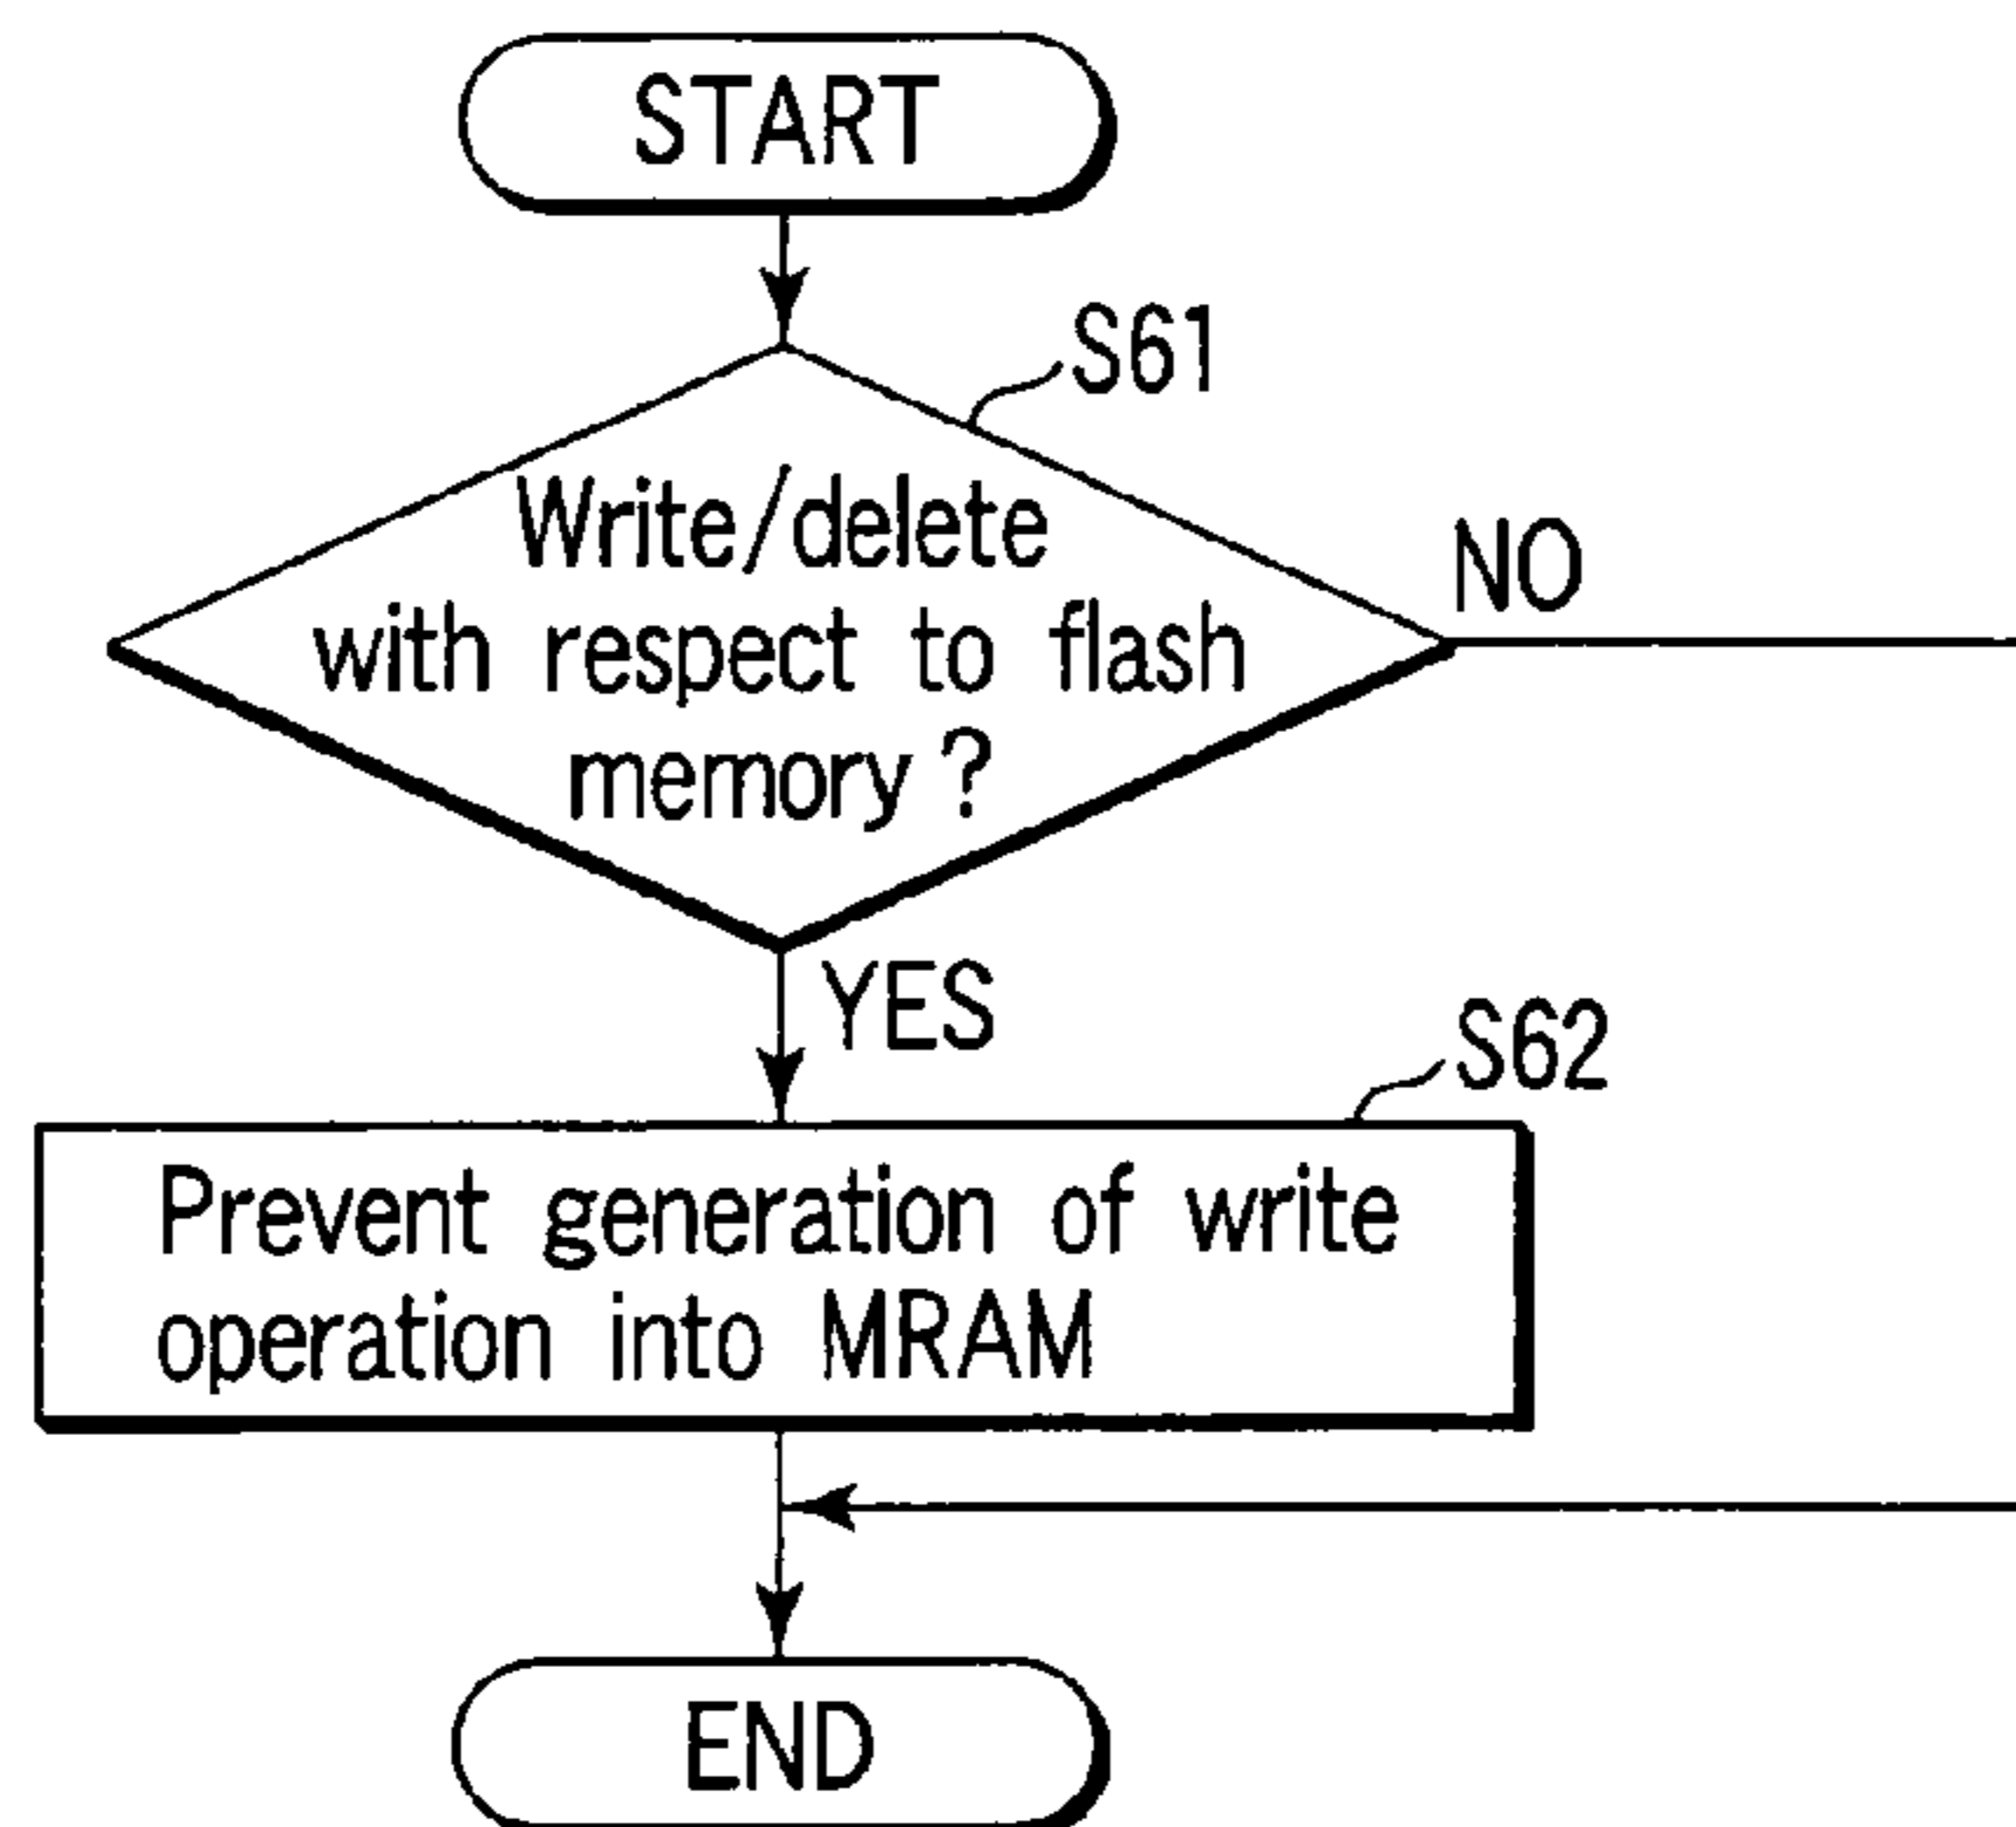 START
S61
Write/delete
with respect to flash
memory ?
NO
YES
S62
Prevent generation of write
operation into MRAM
END